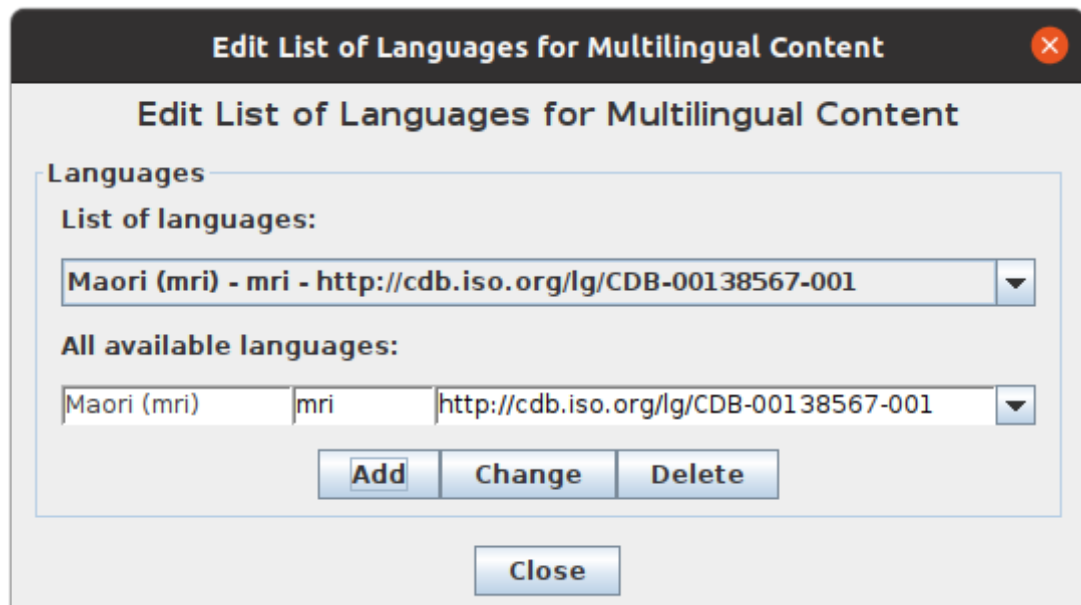 Edit List of Languages for Multilingual Content
Edit List of Languages for Multilingual Content
Languages
List of languages:
Maori (mri) - mri - http://cdb.iso.org/lg/CDB-00138567-001
All available languages:
Maori (mri) mri http://cdb.iso.org/lg/CDB-00138567-001
Add Change Delete
Close